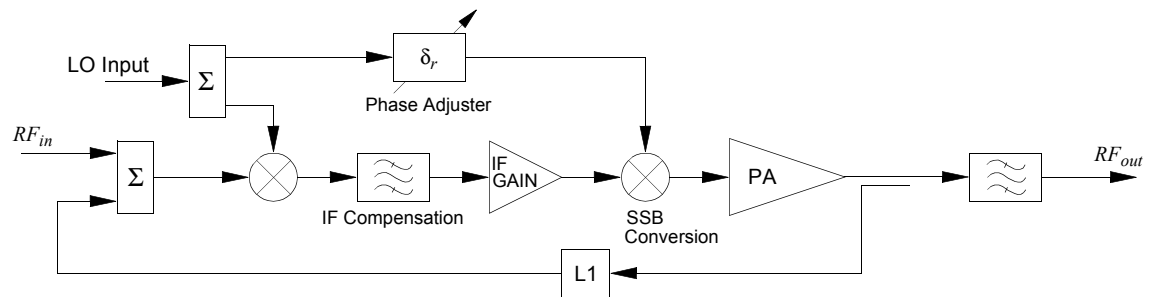 LO Input
Σ
δr
Phase Adjuster
RFin
Σ
IF
GAIN
IF Compensation
SSB
Conversion
PA
RFout
L1